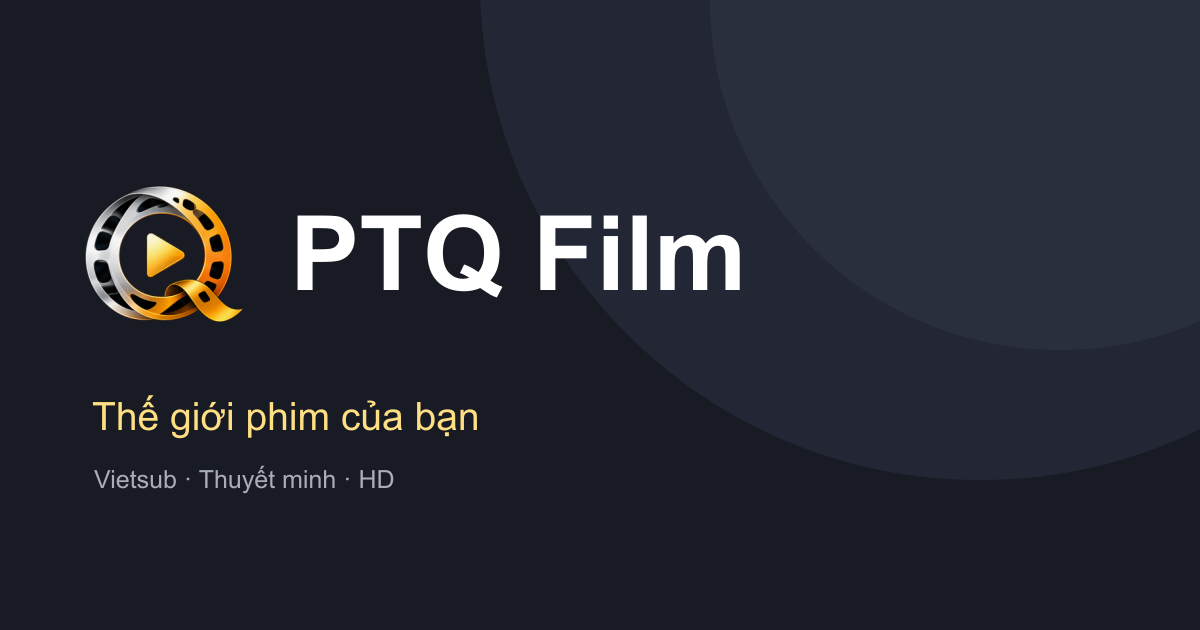 PTQ Film
Thế giới phim của bạn
Vietsub · Thuyết minh · HD